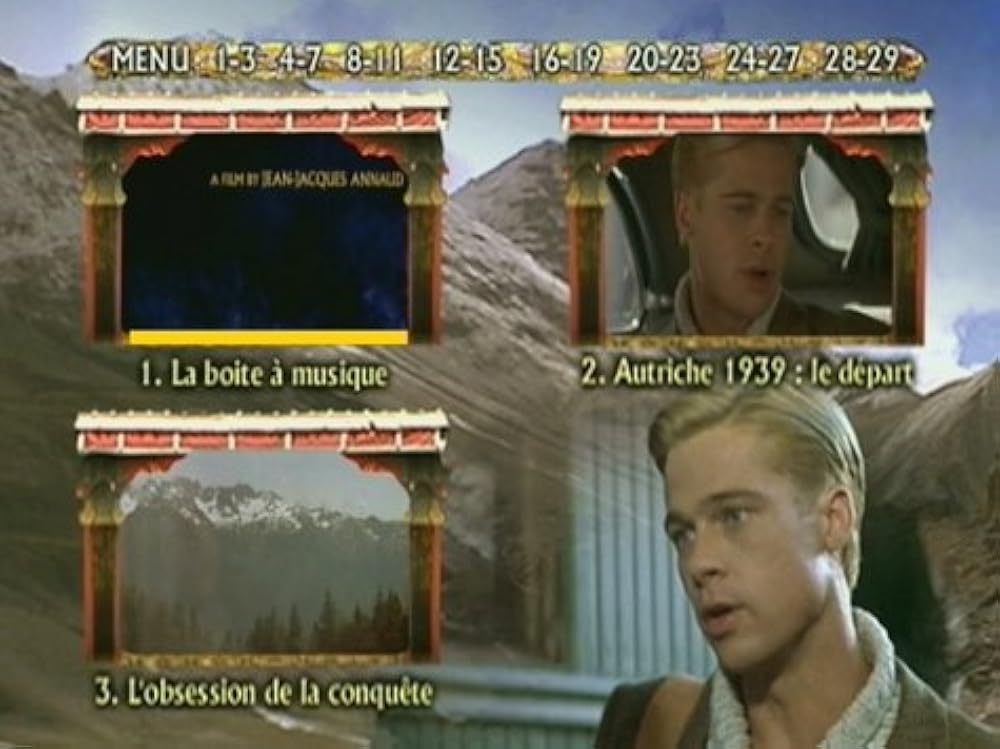 MENU 1-3 4-7 8-11 12-15 16-19 20-23 24-27 28-29
A FILM BY JEAN-JACQUES ANNAUD
1. La boite à musique
2. Autriche 1939 : le départ
3. L'obsession de la conquête